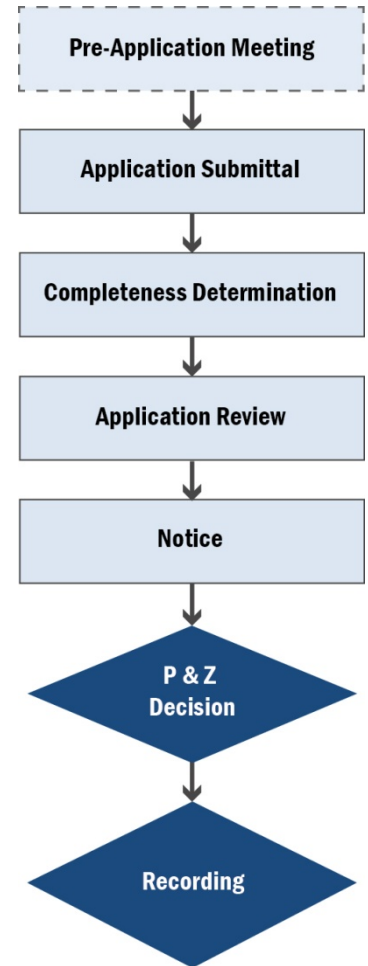 Pre-Application Meeting
Application Submittal
Completeness Determination
Application Review
Notice
P & Z
Decision
Recording